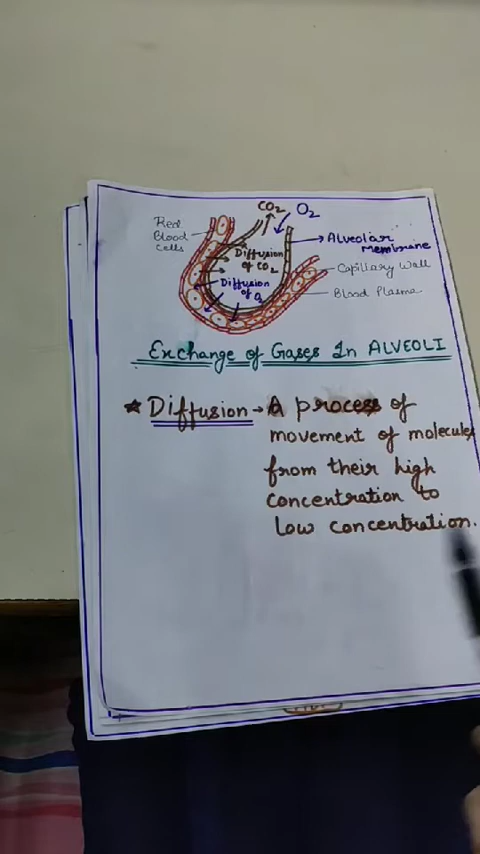 CO2
O2
Red
Blood
Cells
Alveolar
Membrane
Diffusion
of CO2
Capillary Wall
Diffusion
of O2
Blood Plasma
Exchange of Gases In ALVEOLI
★ Diffusion → A process of
movement of molecules
from their high
concentration to
low concentration.